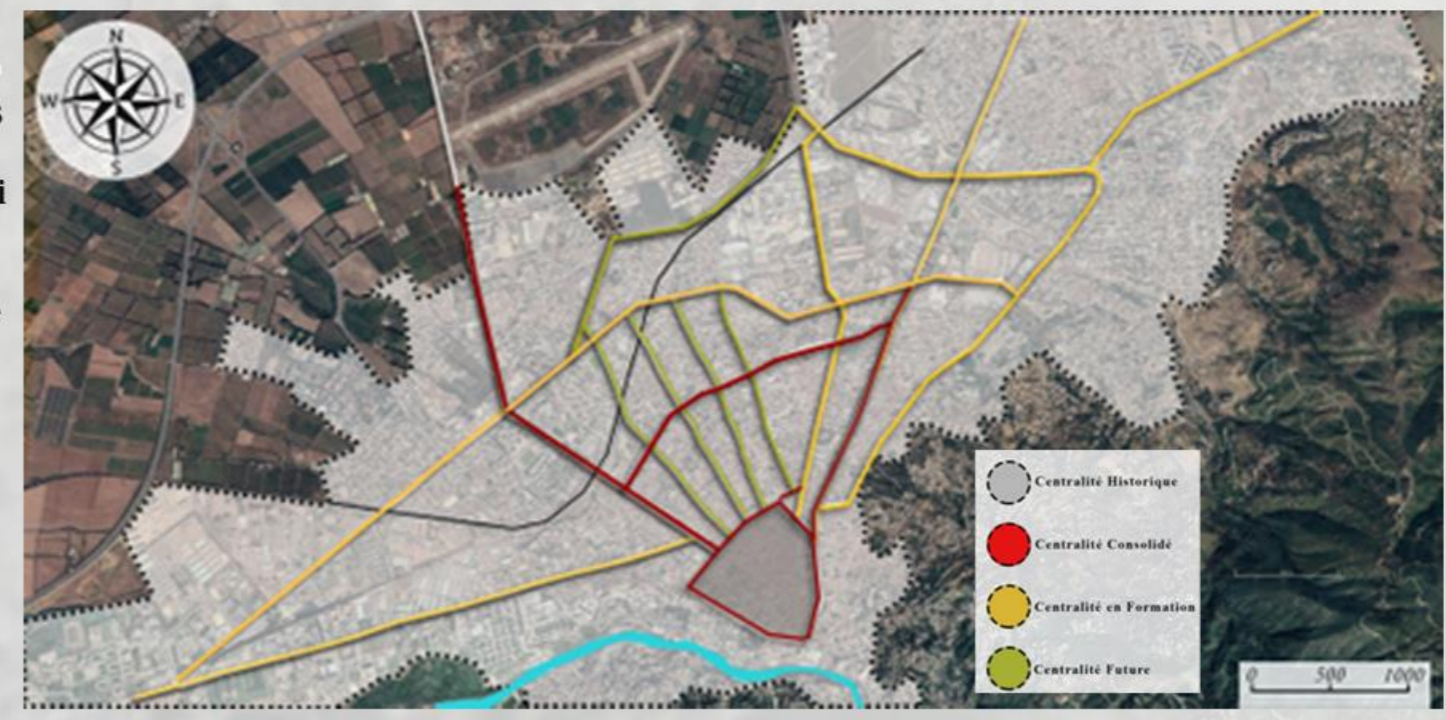 N
W E
S
s
i
Centralité Historique
Centralité Consolidé
Centralité en Formation
Centralité Future
0 500 1000